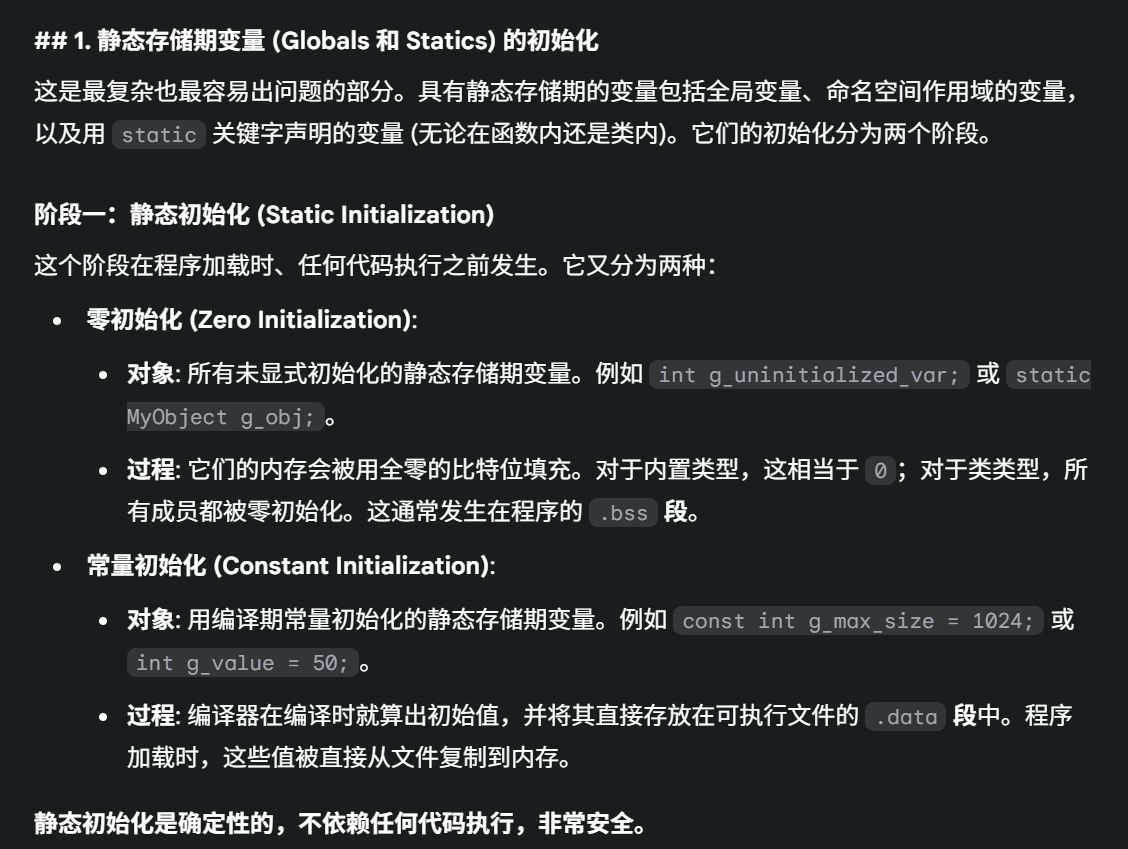 ## 1. 静态存储期变量 (Globals 和 Statics) 的初始化
这是最复杂也最容易出问题的部分。具有静态存储期的变量包括全局变量、命名空间作用域的变量，
以及用 static 关键字声明的变量 (无论在函数内还是类内)。它们的初始化分为两个阶段。
阶段一：静态初始化 (Static Initialization)
这个阶段在程序加载时、任何代码执行之前发生。它又分为两种：
• 零初始化 (Zero Initialization):
• 对象: 所有未显式初始化的静态存储期变量。例如 int g_uninitialized_var; 或 static
MyObject g_obj; 。
• 过程: 它们的内存会被用全零的比特位填充。对于内置类型，这相当于 0 ；对于类类型，所
有成员都被零初始化。这通常发生在程序的 .bss 段。
• 常量初始化 (Constant Initialization):
• 对象: 用编译期常量初始化的静态存储期变量。例如 const int g_max_size = 1024; 或
int g_value = 50; 。
• 过程: 编译器在编译时就算出初始值，并将其直接存放在可执行文件的 .data 段中。程序
加载时，这些值被直接从文件复制到内存。
静态初始化是确定性的，不依赖任何代码执行，非常安全。